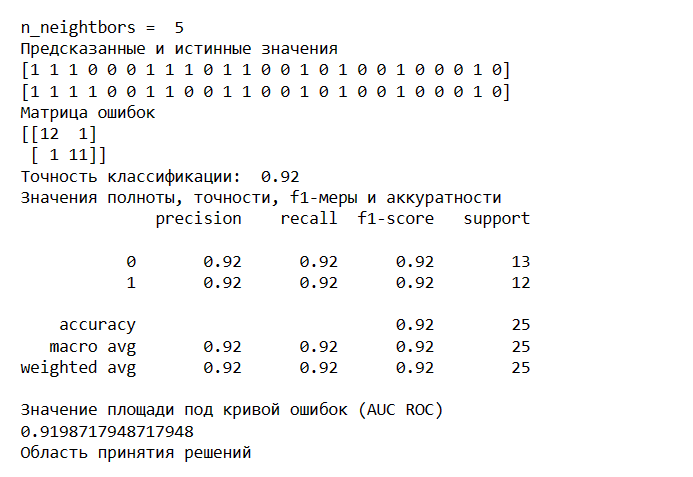 n_neightbors =  5
Предсказанные и истинные значения
[1 1 1 0 0 0 1 1 1 0 1 1 0 0 1 0 1 0 0 1 0 0 0 1 0]
[1 1 1 1 0 0 1 1 0 0 1 1 0 0 1 0 1 0 0 1 0 0 0 1 0]
Матрица ошибок
[[12  1]
 [ 1 11]]
Точность классификации:  0.92
Значения полноты, точности, f1-меры и аккуратности
              precision    recall  f1-score   support

           0       0.92      0.92      0.92        13
           1       0.92      0.92      0.92        12

    accuracy                           0.92        25
   macro avg       0.92      0.92      0.92        25
weighted avg       0.92      0.92      0.92        25

Значение площади под кривой ошибок (AUC ROC)
0.9198717948717948
Область принятия решений